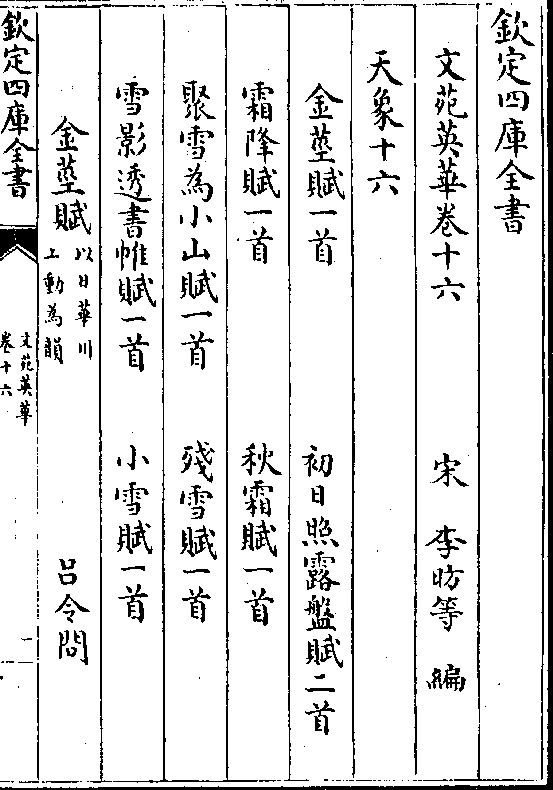 欽定四庫全書
文苑英華卷十六　宋　李昉等　編
天象十六
金莖賦一首　初日照露盤賦二首
霜降賦一首　秋霜賦一首
聚雪為小山賦一首　殘雪賦一首
雪影透書帷賦一首　小雪賦一首
金莖賦　以日華川上動為韻　呂令問
欽定四庫全書
文苑英華
卷十六
一